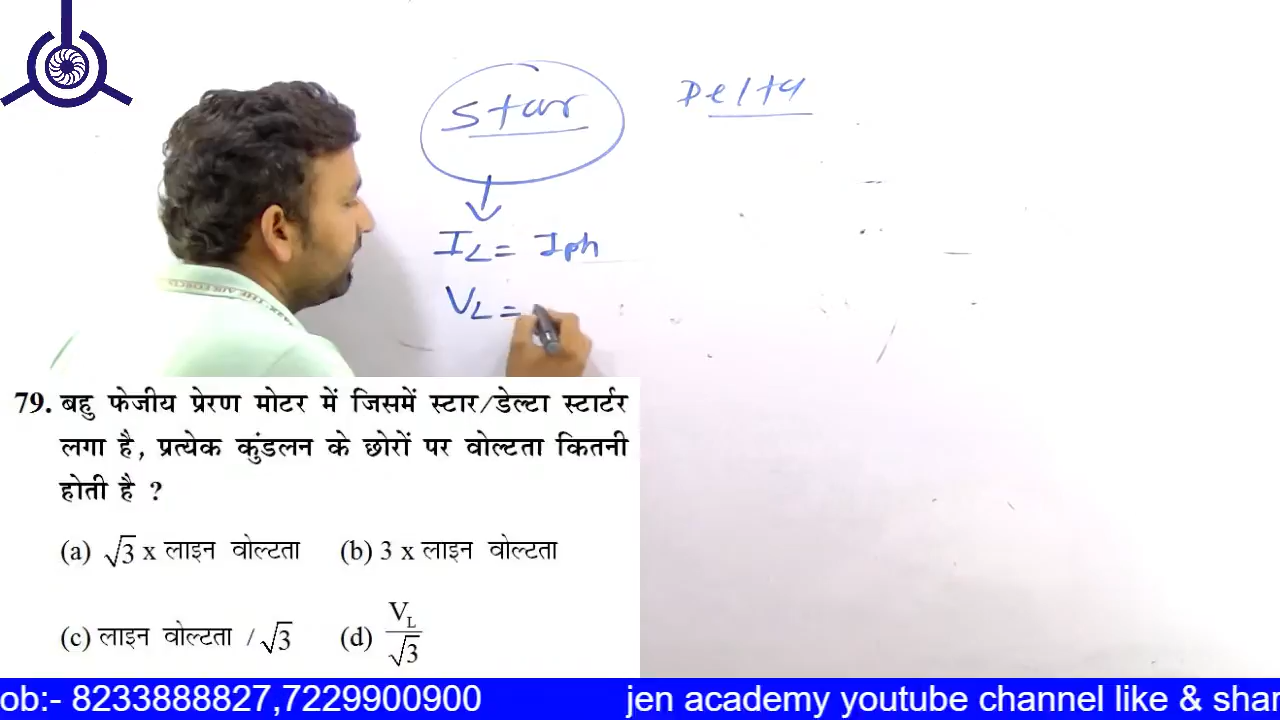 Star
Delta
IL = Iph
VL =
79. बहु फेजीय प्रेरण मोटर में जिसमें स्टार/डेल्टा स्टार्टर
लगा है, प्रत्येक कुंडलन के छोरों पर वोल्टता कितनी
होती है ?
(a) √3 x लाइन वोल्टता (b) 3 x लाइन वोल्टता
(c) लाइन वोल्टता / √3 (d) VL/√3
ob:- 8233888827,7229900900 jen academy youtube channel like & shar